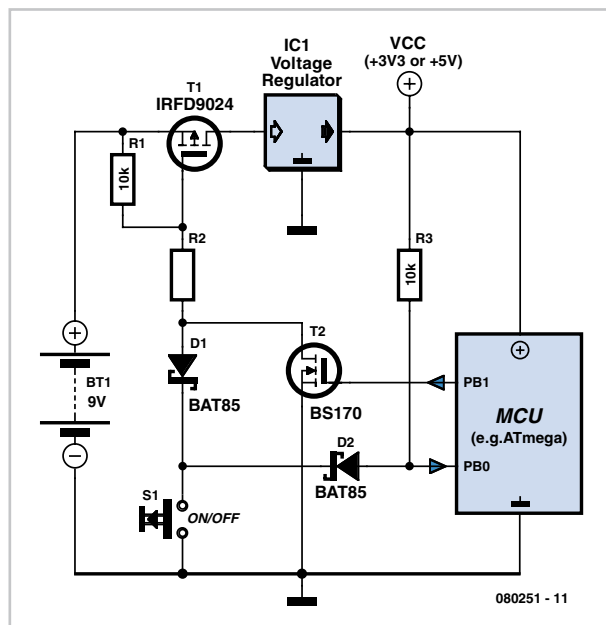 IC1
Voltage
Regulator
VCC
(+3V3 or +5V)
T1
IRFD9024
R1
10k
R2
R3
10k
D1
BAT85
T2
BS170
BT1
9V
D2
BAT85
S1
ON/OFF
PB1
MCU
(e.g.ATmega)
PB0
080251 - 11